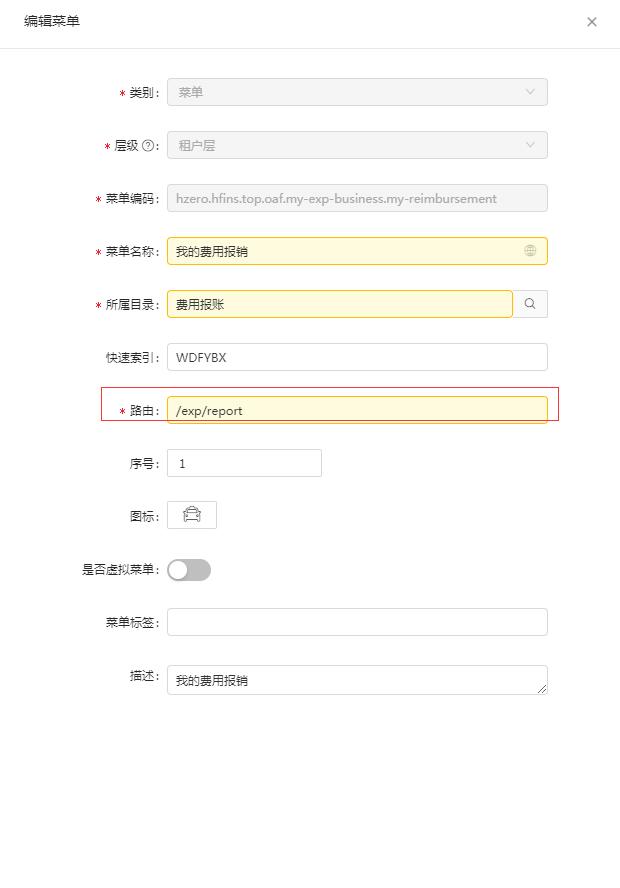 编辑菜单
* 类别: 菜单
* 层级 ?: 租户层
* 菜单编码: hzero.hfins.top.oaf.my-exp-business.my-reimbursement
* 菜单名称: 我的费用报销
* 所属目录: 费用报账
快速索引: WDFYBX
* 路由: /exp/report
序号: 1
图标:
是否虚拟菜单:
菜单标签:
描述: 我的费用报销